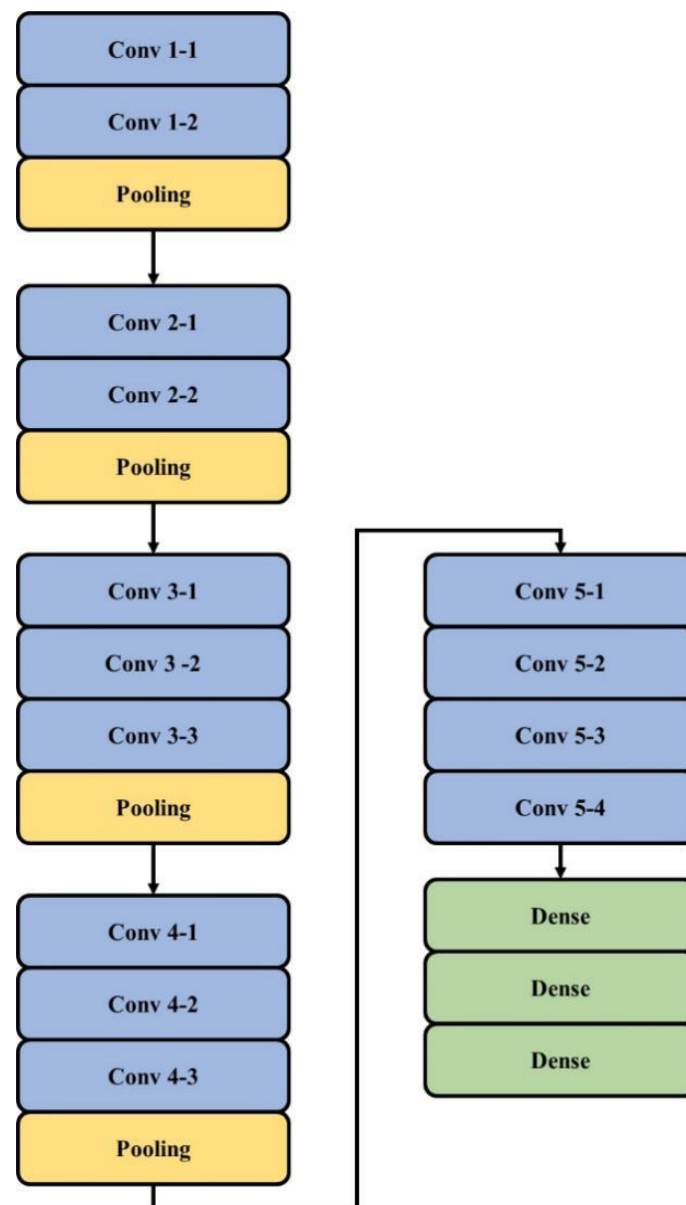 Conv 1-1
Conv 1-2
Pooling
Conv 2-1
Conv 2-2
Pooling
Conv 3-1
Conv 3 -2
Conv 3-3
Pooling
Conv 4-1
Conv 4-2
Conv 4-3
Pooling
Conv 5-1
Conv 5-2
Conv 5-3
Conv 5-4
Dense
Dense
Dense